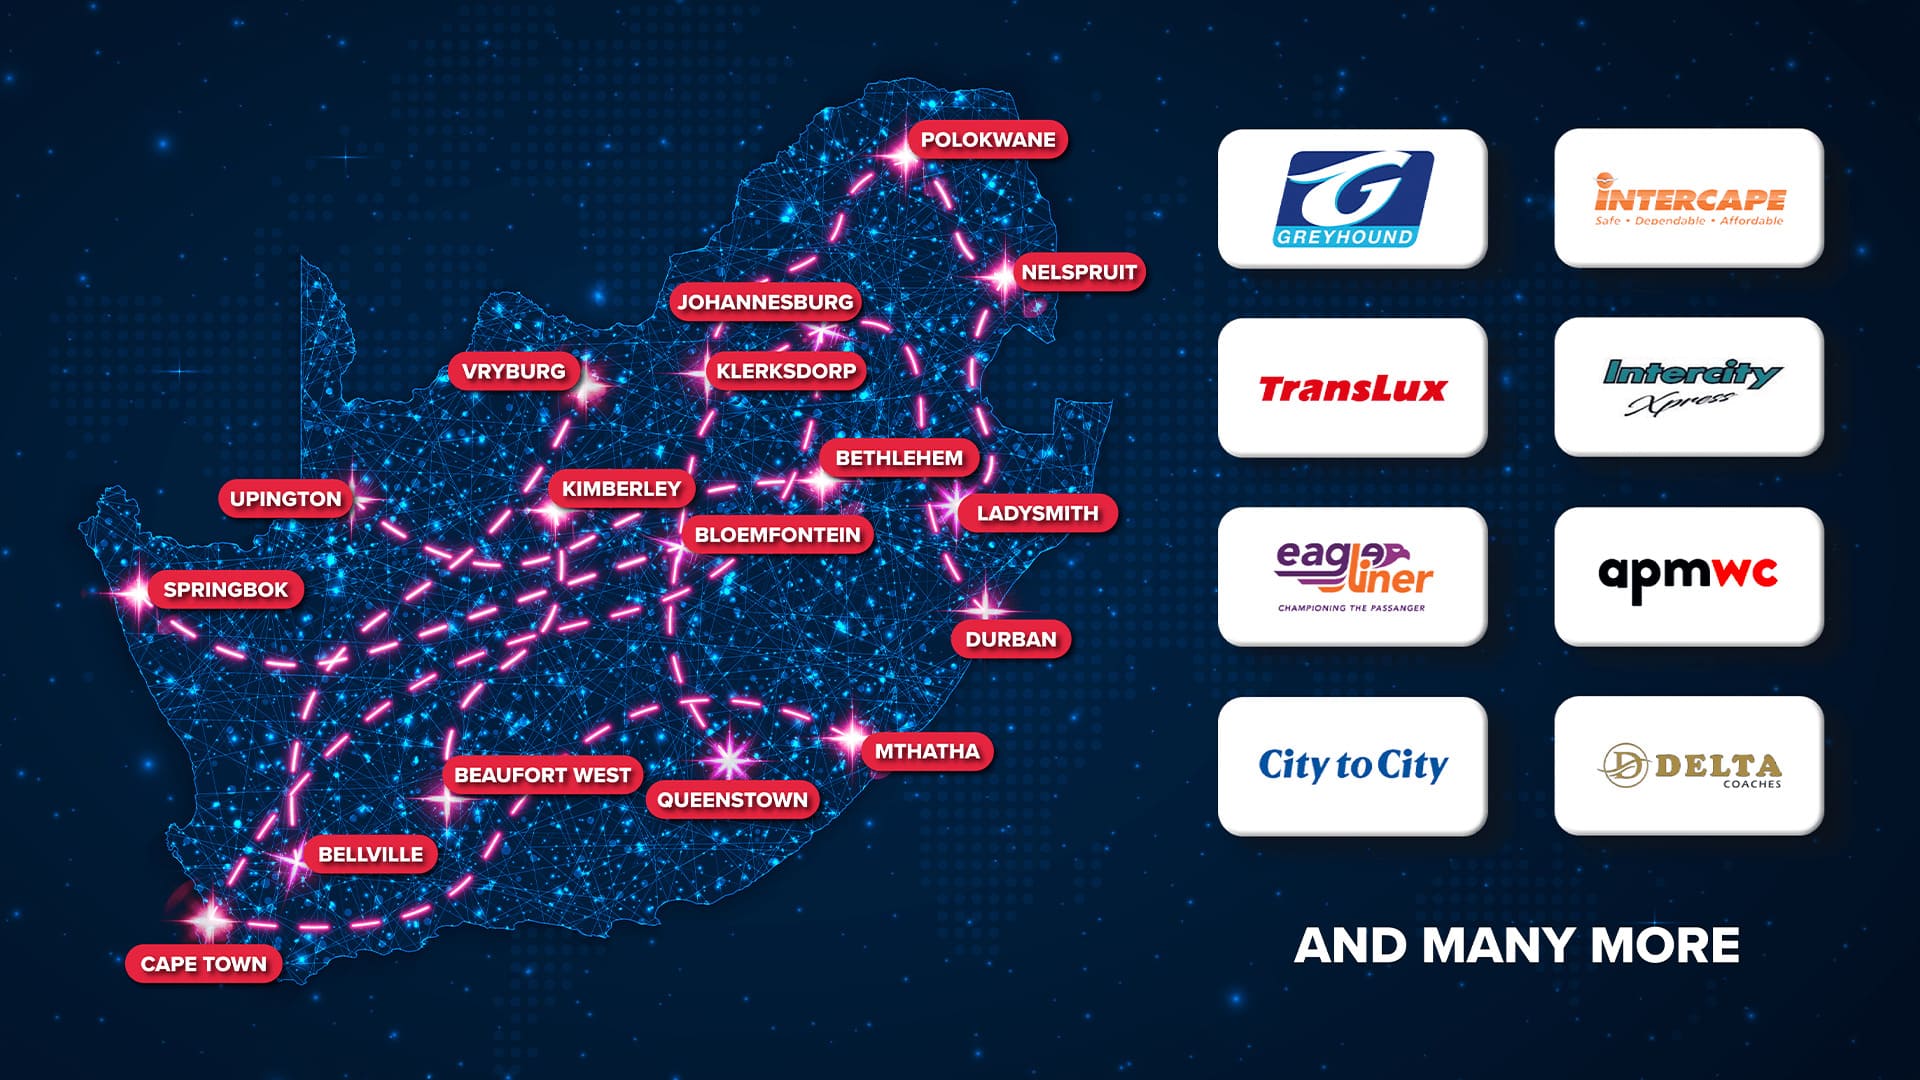 POLOKWANE
NELSPRUIT
JOHANNESBURG
VRYBURG
KLERKSDORP
BETHLEHEM
UPINGTON
KIMBERLEY
LADYSMITH
BLOEMFONTEIN
SPRINGBOK
DURBAN
MTHATHA
BEAUFORT WEST
QUEENSTOWN
BELLVILLE
CAPE TOWN
G
GREYHOUND
INTERCAPE
Safe • Dependable • Affordable
TRANSLUX
Intercity
Xpress
eagle
liner
CHAMPIONING THE PASSANGER
apmwc
City to City
D DELTA
COACHES
AND MANY MORE